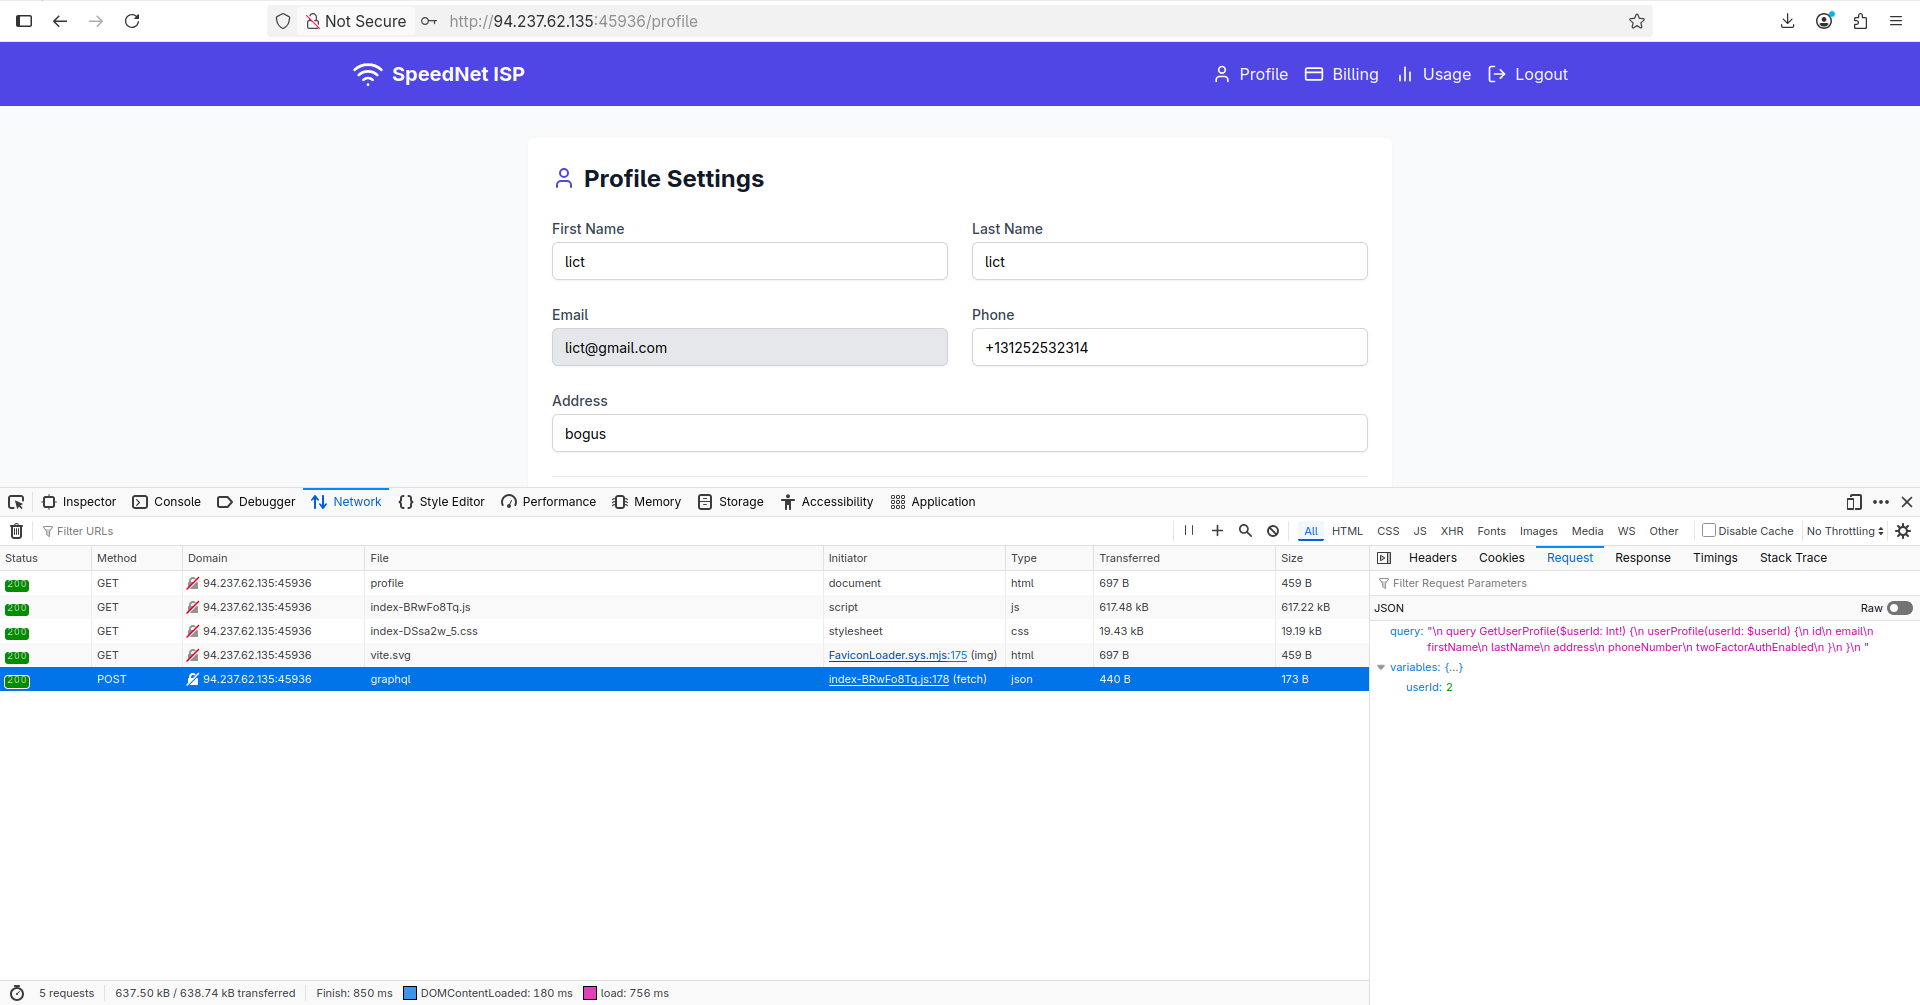 Not Secure http://94.237.62.135:45936/profile
SpeedNet ISP Profile Billing Usage Logout
Profile Settings
First Name Last Name
lict lict
Email Phone
lict@gmail.com +131252532314
Address
bogus
Inspector Console Debugger Network Style Editor Performance Memory Storage Accessibility Application
Filter URLs All HTML CSS JS XHR Fonts Images Media WS Other Disable Cache No Throttling
Status Method Domain File Initiator Type Transferred Size Headers Cookies Request Response Timings Stack Trace
200 GET 94.237.62.135:45936 profile document html 697 B 459 B Filter Request Parameters
200 GET 94.237.62.135:45936 index-BRwFo8Tq.js script js 617.48 kB 617.22 kB JSON Raw
200 GET 94.237.62.135:45936 index-DSsa2w_5.css stylesheet css 19.43 kB 19.19 kB query: "\n query GetUserProfile($userId: Int!) {\n userProfile(userId: $userId) {\n id\n email\n
firstName\n lastName\n address\n phoneNumber\n twoFactorAuthEnabled\n }\n }\n "
200 GET 94.237.62.135:45936 vite.svg FaviconLoader.sys.mjs:175 (img) html 697 B 459 B variables: {...}
200 POST 94.237.62.135:45936 graphql index-BRwFo8Tq.js:178 (fetch) json 440 B 173 B userId: 2
5 requests 637.50 kB / 638.74 kB transferred Finish: 850 ms DOMContentLoaded: 180 ms load: 756 ms